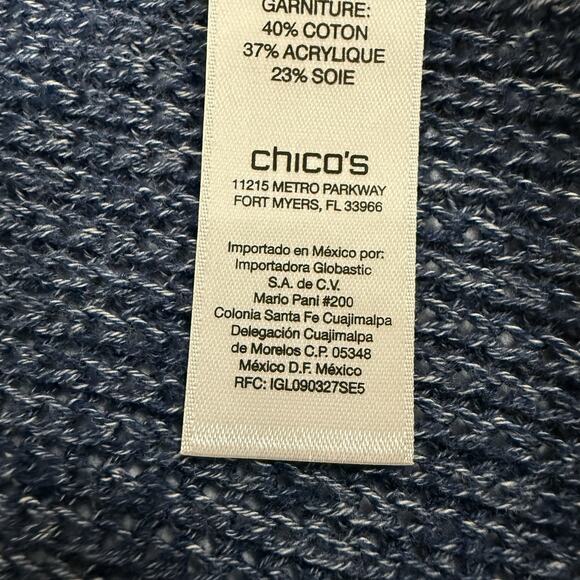 GARNITURE:
40% COTON
37% ACRYLIQUE
23% SOIE
chico's
11215 METRO PARKWAY
FORT MYERS, FL 33966
Importado en México por:
Importadora Globastic
S.A. de C.V.
Mario Pani #200
Colonia Santa Fe Cuajimalpa
Delegación Cuajimalpa
de Morelos C.P. 05348
México D.F. México
RFC: IGL090327SE5